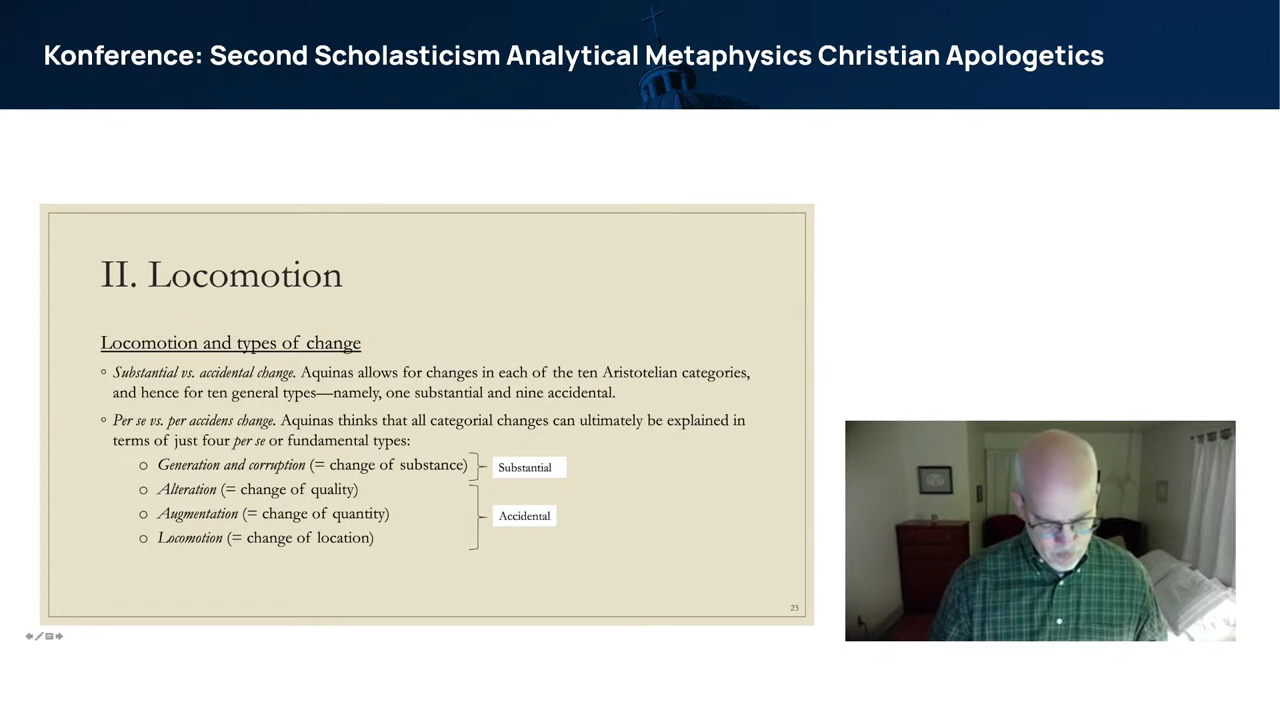 Konference: Second Scholasticism Analytical Metaphysics Christian Apologetics
II. Locomotion
Locomotion and types of change
◦ Substantial vs. accidental change. Aquinas allows for changes in each of the ten Aristotelian categories,
and hence for ten general types—namely, one substantial and nine accidental.
◦ Per se vs. per accidens change. Aquinas thinks that all categorial changes can ultimately be explained in
terms of just four per se or fundamental types:
o Generation and corruption (= change of substance)
Substantial
o Alteration (= change of quality)
o Augmentation (= change of quantity)
Accidental
o Locomotion (= change of location)
23